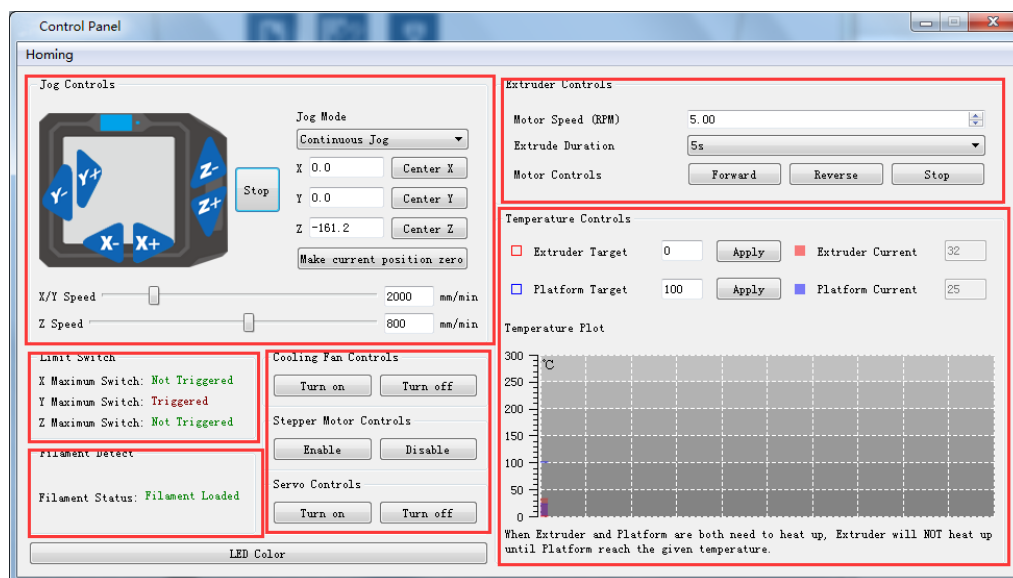 Control Panel
Homing
Jog Controls
Y-
Y+
Z-
Z+
X-
X+
Stop
Jog Mode
Continuous Jog
X 0.0 Center X
Y 0.0 Center Y
Z -161.2 Center Z
Make current position zero
X/Y Speed 2000 mm/min
Z Speed 800 mm/min
Limit Switch
X Maximum Switch: Not Triggered
Y Maximum Switch: Triggered
Z Maximum Switch: Not Triggered
Filament Detect
Filament Status: Filament Loaded
Cooling Fan Controls
Turn on Turn off
Stepper Motor Controls
Enable Disable
Servo Controls
Turn on Turn off
LED Color
Extruder Controls
Motor Speed (RPM) 5.00
Extrude Duration 5s
Motor Controls Forward Reverse Stop
Temperature Controls
Extruder Target 0 Apply Extruder Current 32
Platform Target 100 Apply Platform Current 25
Temperature Plot
°C
300
250
200
150
100
50
0
When Extruder and Platform are both need to heat up, Extruder will NOT heat up
until Platform reach the given temperature.